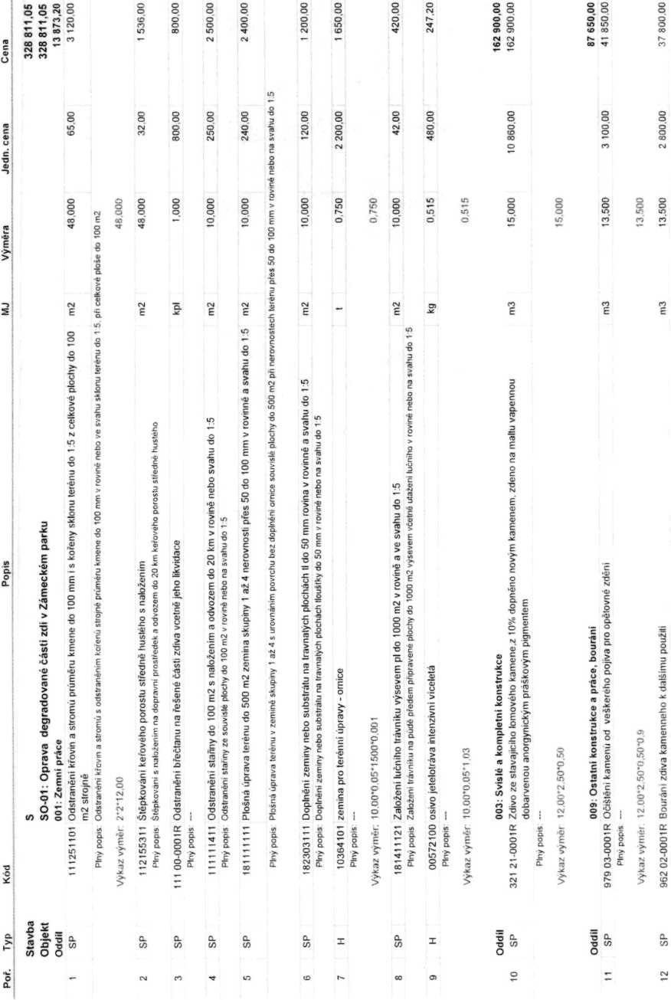 Poř. Typ Kód Popis MJ Výměra Jedn. cena Cena
Stavba S 328 811,05
Objekt SO-01: Oprava degradované části zdi v Zámeckém parku 328 811,05
Oddíl 001: Zemní práce 13 873,20
1 SP 111251101 Odstranění křovin a stromů průměru kmene do 100 mm i s kořeny sklonu terénu do 1:5 z celkové plochy do 100 m2 48,000 65,00 3 120,00
m2 strojně
Plný popis: Odstranění křovin a stromů s odstraněním kořenů strojně průměru kmene do 100 mm v rovině nebo ve svahu sklonu terénu do 1:5, při celkové ploše do 100 m2
Výkaz výměr: 2*2*12,00 48,000
2 SP 112155311 Štěpkování keřového porostu středně hustého s naložením m2 48,000 32,00 1 536,00
Plný popis: Štěpkování s naložením na dopravní prostředek a odvozem do 20 km keřového porostu středně hustého
3 SP 111 00-0001R Odstranění břečtanu na řešené části zdiva vcetně jeho likvidace kpl 1,000 800,00 800,00
Plný popis: ---
4 SP 111111411 Odstranění stařiny do 100 m2 s naložením a odvozem do 20 km v rovině nebo svahu do 1:5 m2 10,000 250,00 2 500,00
Plný popis: Odstranění stařiny ze souvislé plochy do 100 m2 v rovině nebo na svahu do 1:5
5 SP 181111111 Plošná úprava terénu do 500 m2 zemina skupiny 1 až 4 nerovnosti přes 50 do 100 mm v rovinně a svahu do 1:5 m2 10,000 240,00 2 400,00
Plný popis: Plošná úprava terénu v zemině skupiny 1 až 4 s urovnáním povrchu bez doplnění ornice souvislé plochy do 500 m2 při nerovnostech terénu přes 50 do 100 mm v rovině nebo na svahu do 1:5
6 SP 182303111 Doplnění zeminy nebo substrátu na travnatých plochách tl do 50 mm rovina v rovinně a svahu do 1:5 m2 10,000 120,00 1 200,00
Plný popis: Doplnění zeminy nebo substrátu na travnatých plochách tloušťky do 50 mm v rovině nebo na svahu do 1:5
7 H 10364101 zemina pro terénní úpravy - ornice t 0,750 2 200,00 1 650,00
Plný popis: ---
Výkaz výměr: 10,00*0,05*1500*0,001 0,750
8 SP 181411121 Založení lučního trávníku výsevem pl do 1000 m2 v rovině a ve svahu do 1:5 m2 10,000 42,00 420,00
Plný popis: Založení trávníku na půdě předem připravené plochy do 1000 m2 výsevem včetně utažení lučního v rovině nebo na svahu do 1:5
9 H 00572100 osivo jetelotráva intenzivní víceletá kg 0,515 480,00 247,20
Plný popis: ---
Výkaz výměr: 10,00*0,05*1,03 0,515
Oddíl 003: Svislé a kompletní konstrukce 162 900,00
10 SP 321 21-0001R Zdivo ze stavajícího lomového kamene,z 10% dopněno novým kamenem, zdeno na maltu vapennou m3 15,000 10 860,00 162 900,00
dobarvenou anorgynickým práškovým pigmentem
Plný popis: ---
Výkaz výměr: 12,00*2,50*0,50 15,000
Oddíl 009: Ostatní konstrukce a práce, bourání 87 650,00
11 SP 979 03-0001R Očištění kamenů od veškerého pojiva pro opětovné zdění m3 13,500 3 100,00 41 850,00
Plný popis: ---
Výkaz výměr: 12,00*2,50*0,50*0,9 13,500
12 SP 962 02-0001R Bourání zdiva kamenného k dalšímu použití m3 13,500 2 800,00 37 800,00